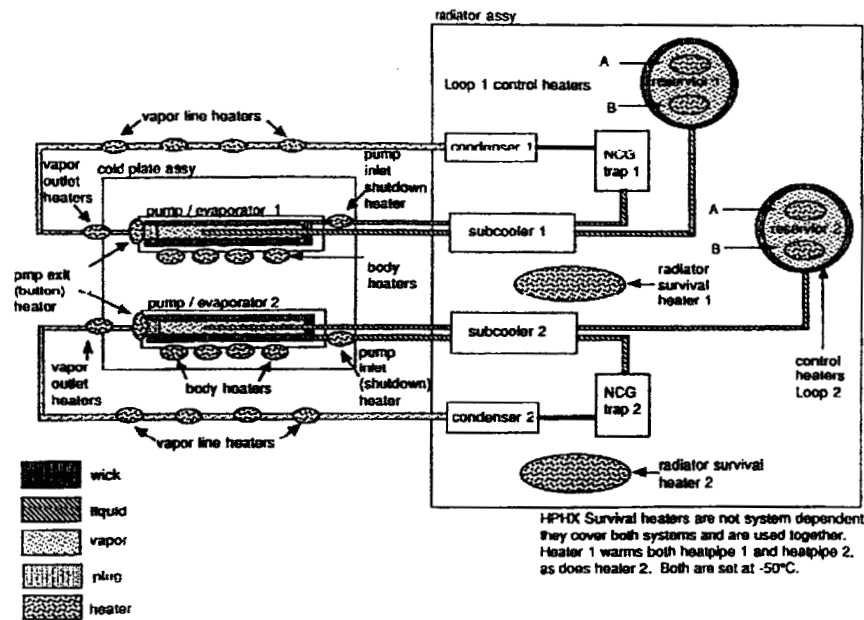 radiator assy
A
reservior 1
Loop 1 control heaters
B
vapor line heaters
condenser 1
NCG
trap 1
vapor
outlet
heaters
cold plate assy
pump
inlet
shutdown
heater
pump / evaporator 1
subcooler 1
A
reservior 2
B
body
heaters
radiator
survival
heater 1
pmp exit
(button)
heater
pump / evaporator 2
subcooler 2
vapor
outlet
heaters
body heaters
pump
inlet
(shutdown)
heater
control
heaters
Loop 2
NCG
trap 2
condenser 2
vapor line heaters
radiator survival
heater 2
wick
liquid
vapor
plug
heater
HPHX Survival heaters are not system dependent
they cover both systems and are used together.
Heater 1 warms both heatpipe 1 and heatpipe 2,
as does heater 2. Both are set at -50°C.